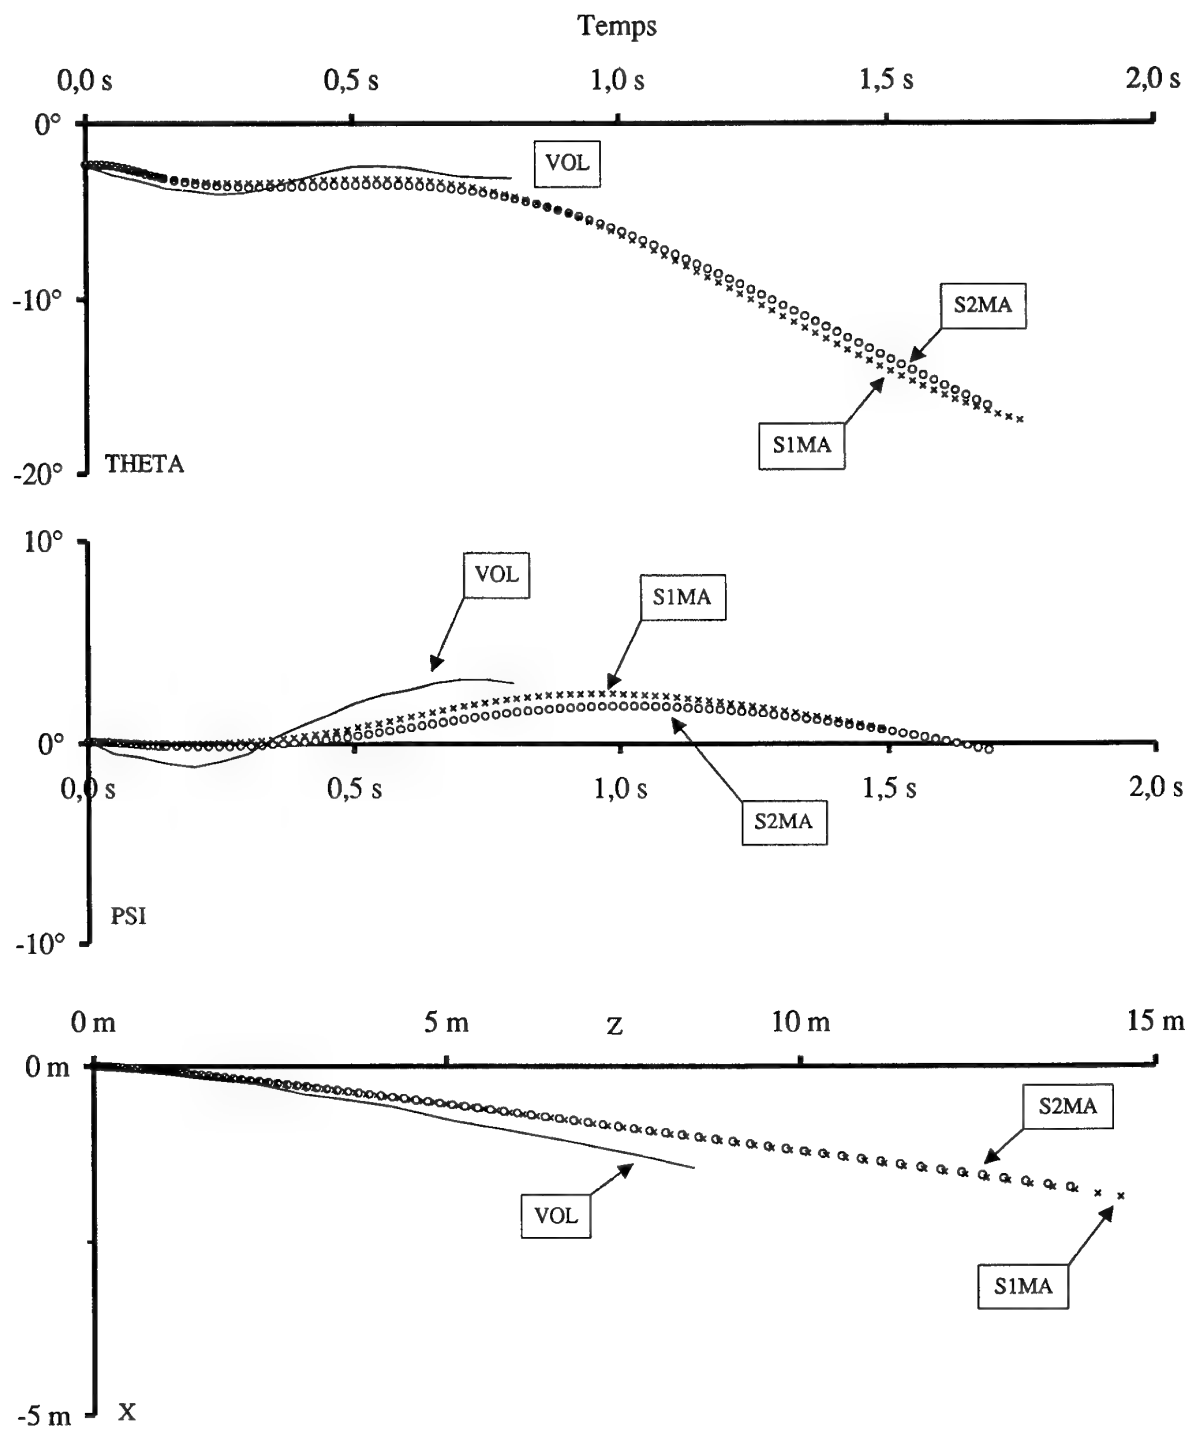 Temps
0,0 s 0,5 s 1,0 s 1,5 s 2,0 s
0°
VOL
-10°
S2MA
S1MA
-20°
THETA
10°
VOL
S1MA
0°
0,0 s 0,5 s 1,0 s 1,5 s 2,0 s
S2MA
PSI
-10°
0 m 5 m Z 10 m 15 m
0 m
S2MA
VOL
S1MA
-5 m X